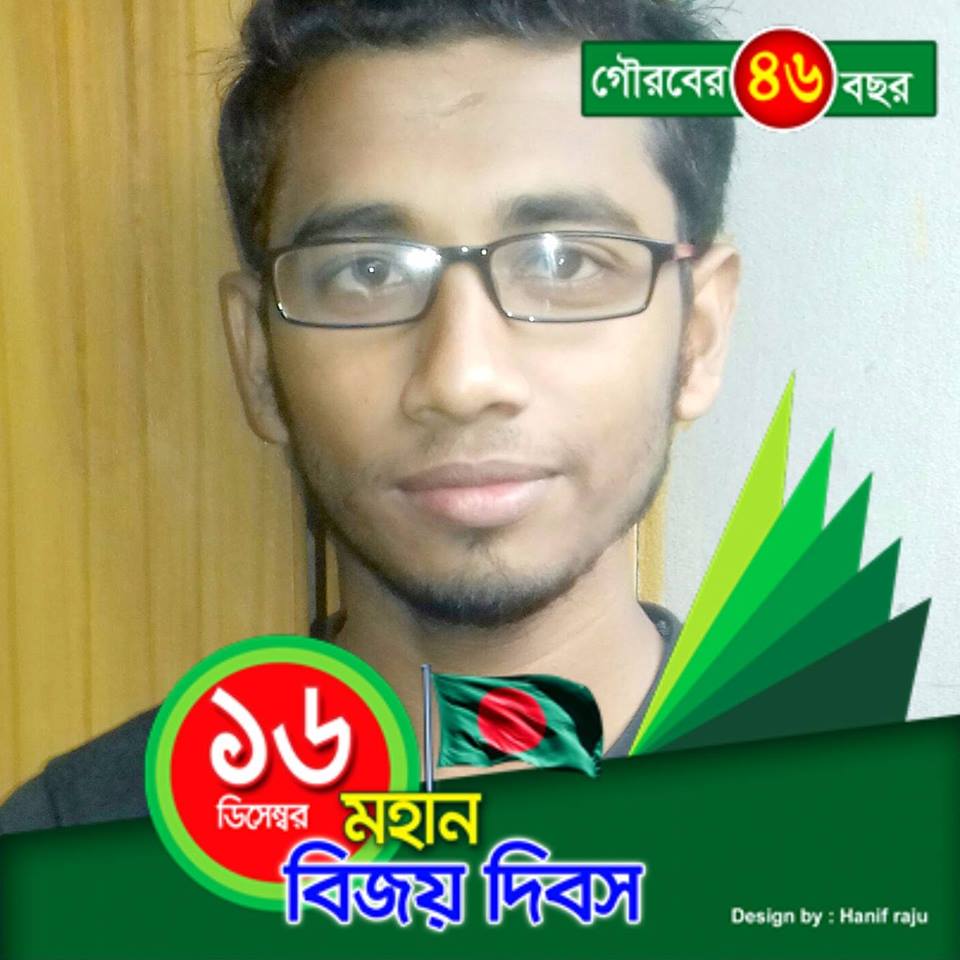 গৌরবের ৪৬ বছর
১৬
ডিসেম্বর
মহান
বিজয় দিবস
Design by : Hanif raju